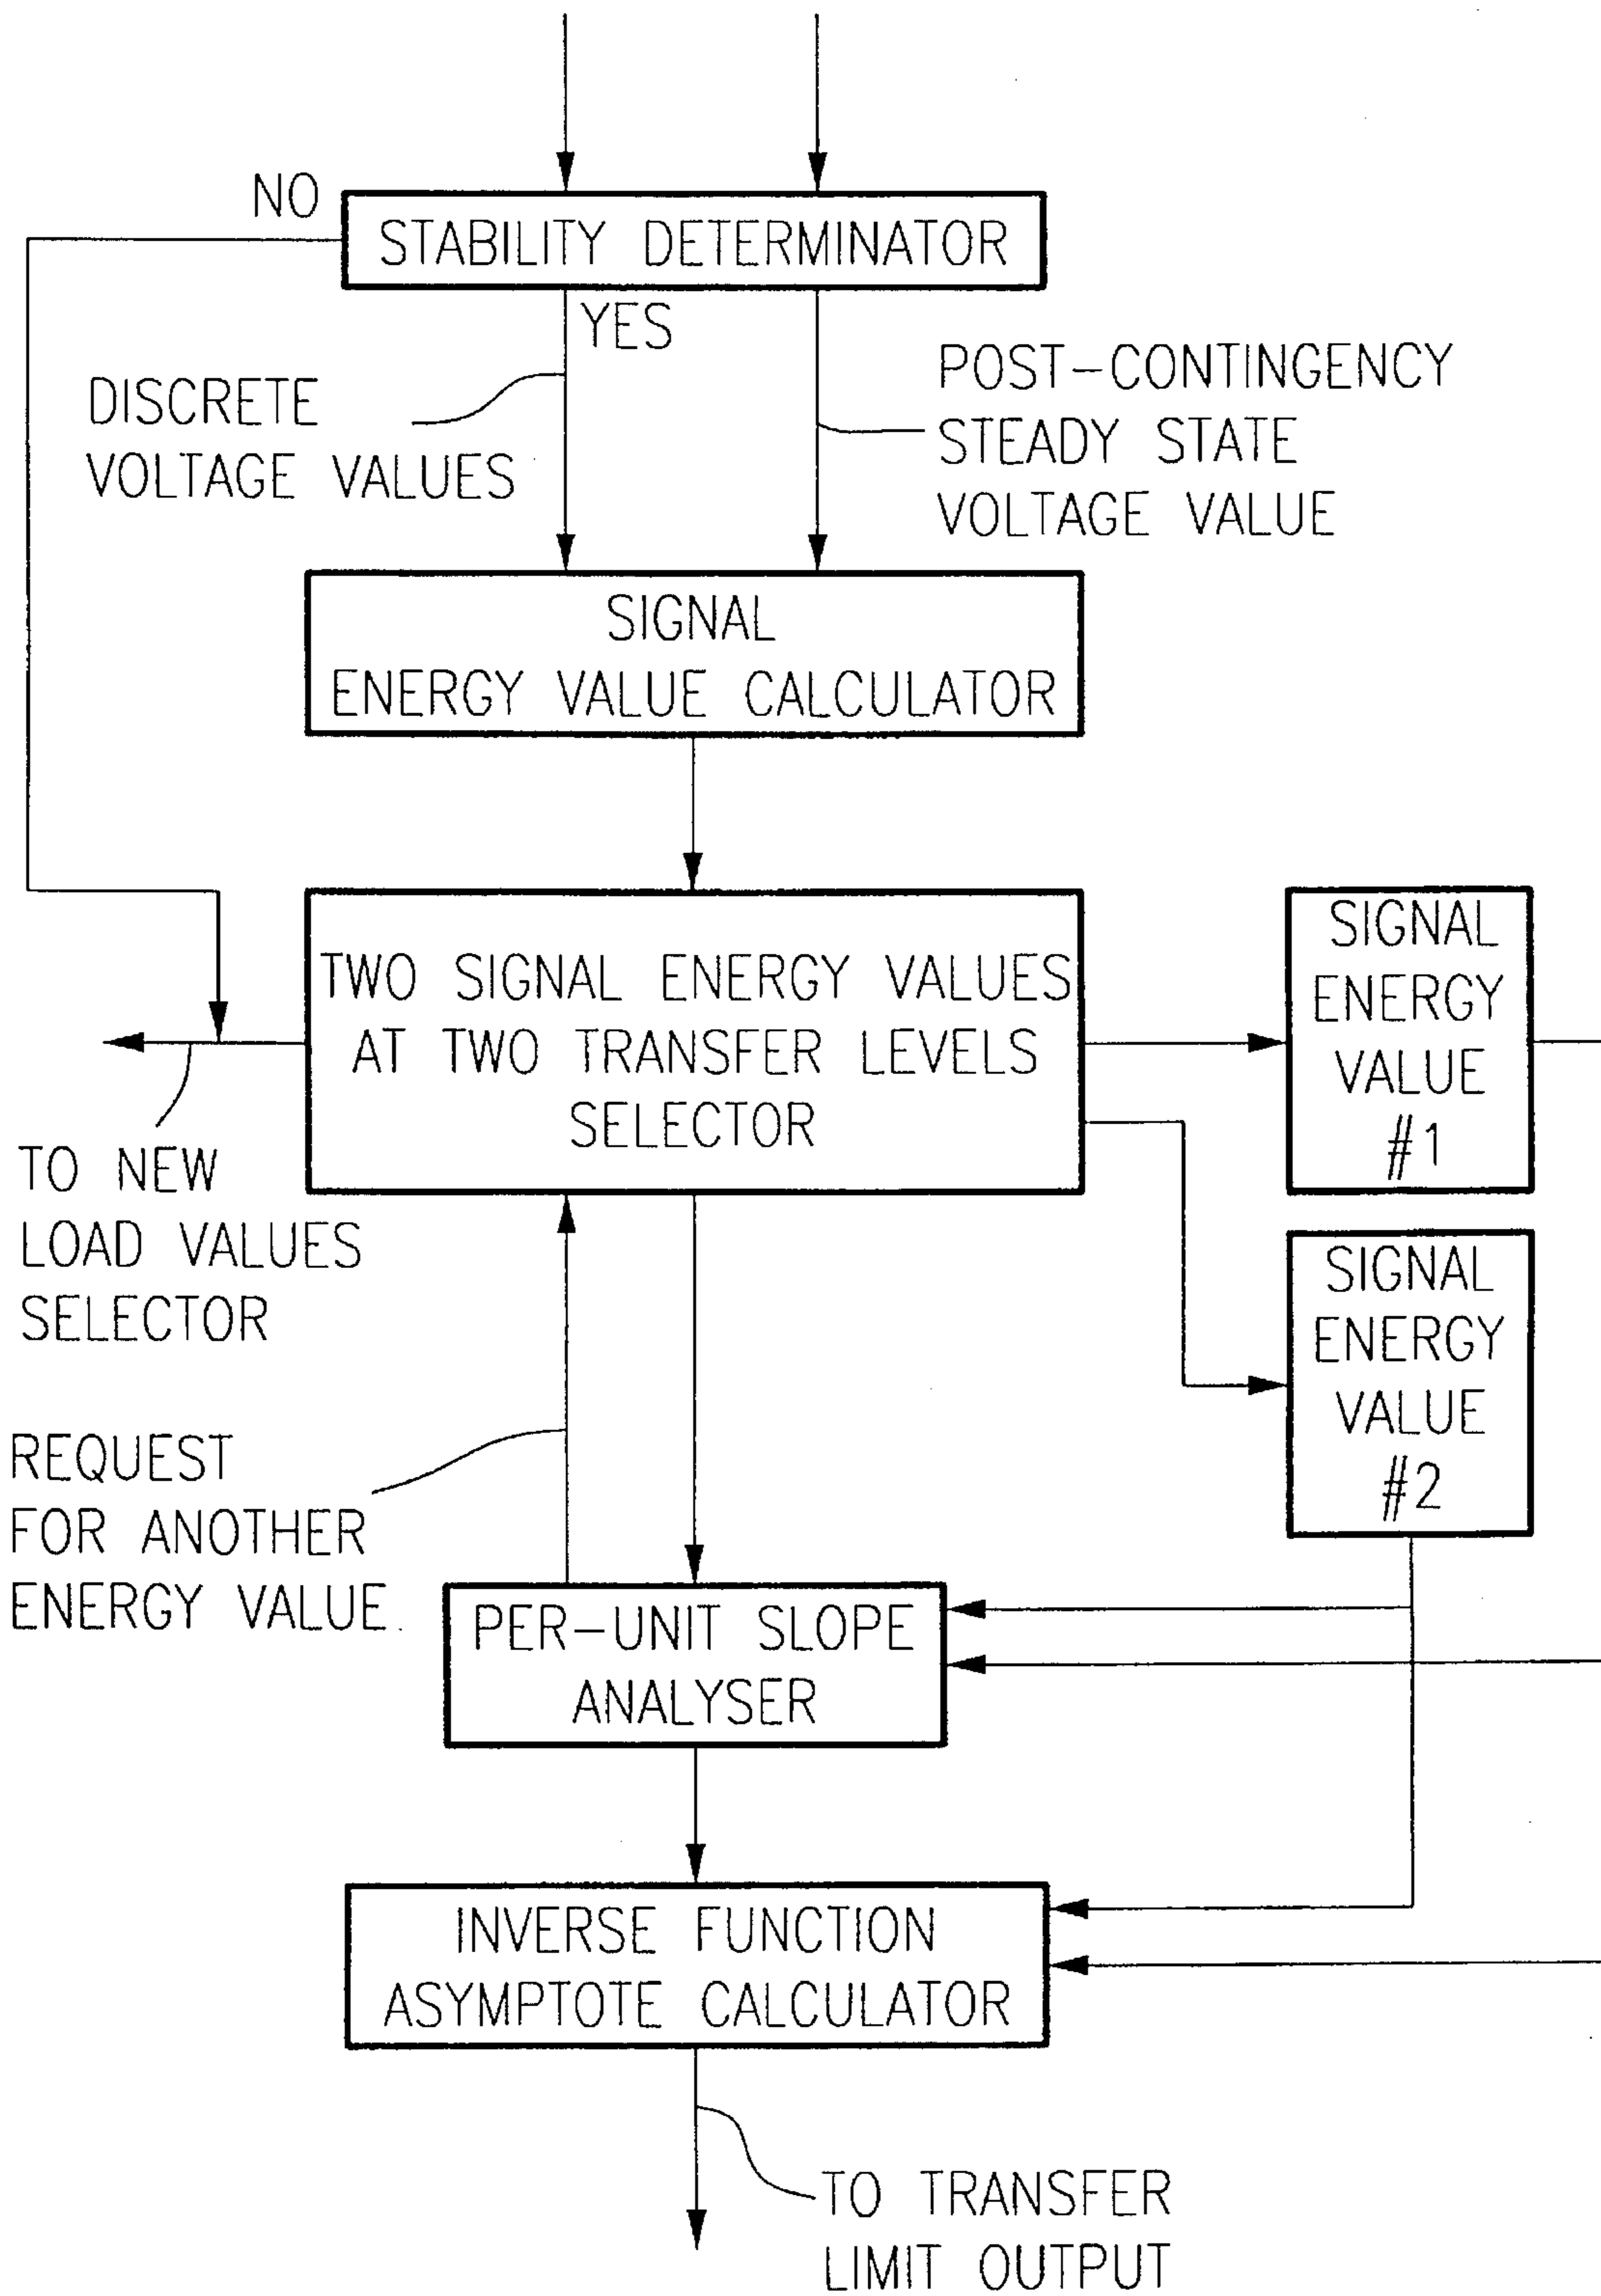 NO
STABILITY DETERMINATOR
YES
DISCRETE
VOLTAGE VALUES
POST-CONTINGENCY
STEADY STATE
VOLTAGE VALUE
SIGNAL
ENERGY VALUE CALCULATOR
TWO SIGNAL ENERGY VALUES
AT TWO TRANSFER LEVELS
SELECTOR
SIGNAL
ENERGY
VALUE
#1
TO NEW
LOAD VALUES
SELECTOR
SIGNAL
ENERGY
VALUE
#2
REQUEST
FOR ANOTHER
ENERGY VALUE
PER-UNIT SLOPE
ANALYSER
INVERSE FUNCTION
ASYMPTOTE CALCULATOR
TO TRANSFER
LIMIT OUTPUT